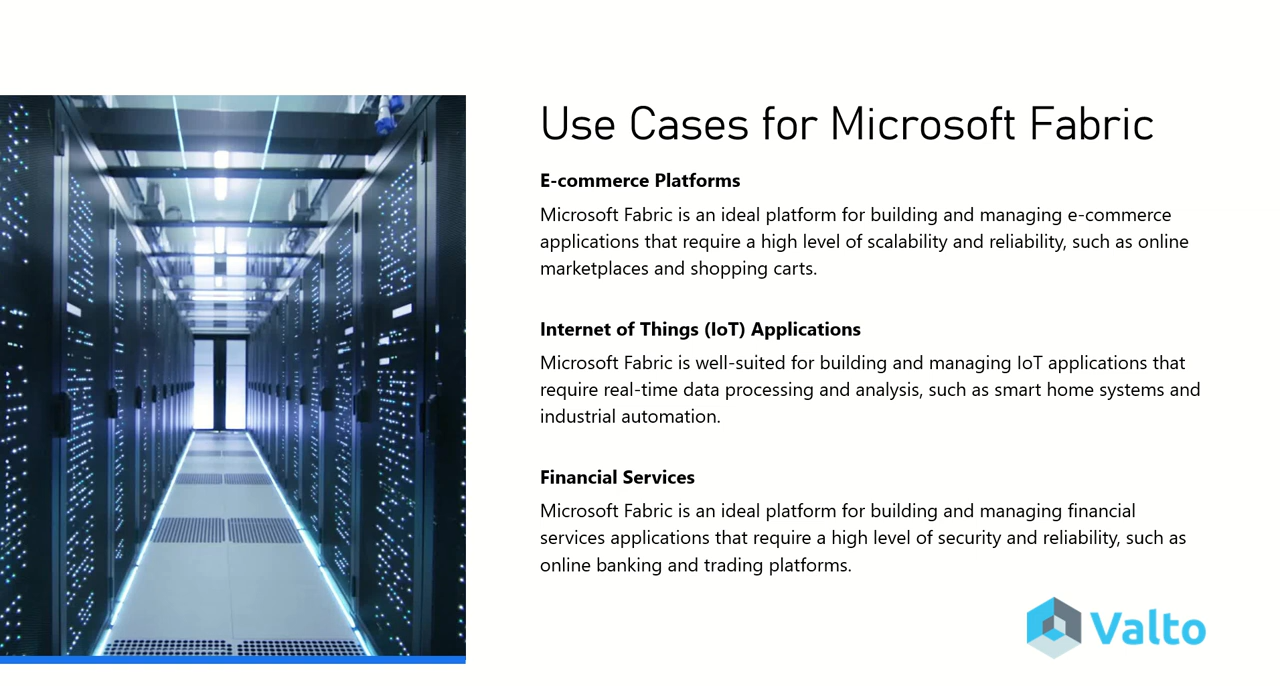 Use Cases for Microsoft Fabric
E-commerce Platforms
Microsoft Fabric is an ideal platform for building and managing e-commerce
applications that require a high level of scalability and reliability, such as online
marketplaces and shopping carts.
Internet of Things (IoT) Applications
Microsoft Fabric is well-suited for building and managing IoT applications that
require real-time data processing and analysis, such as smart home systems and
industrial automation.
Financial Services
Microsoft Fabric is an ideal platform for building and managing financial
services applications that require a high level of security and reliability, such as
online banking and trading platforms.
Valto